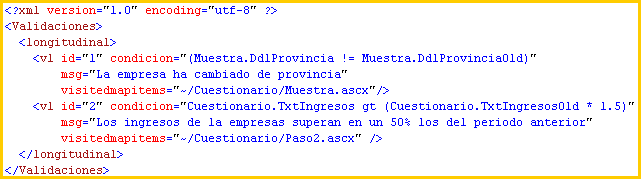 <?xml version="1.0" encoding="utf-8" ?>
<Validaciones>
<longitudinal>
<vl id="1" condicion="(Muestra.DdlProvincia != Muestra.DdlProvinciaOld)"
msg="La empresa ha cambiado de provincia"
visitedmapitems="~/Cuestionario/Muestra.ascx"/>
<vl id="2" condicion="Cuestionario.TxtIngresos gt (Cuestionario.TxtIngresosOld * 1.5)"
msg="Los ingresos de la empresas superan en un 50% los del periodo anterior"
visitedmapitems="~/Cuestionario/Paso2.ascx" />
</longitudinal>
</Validaciones>